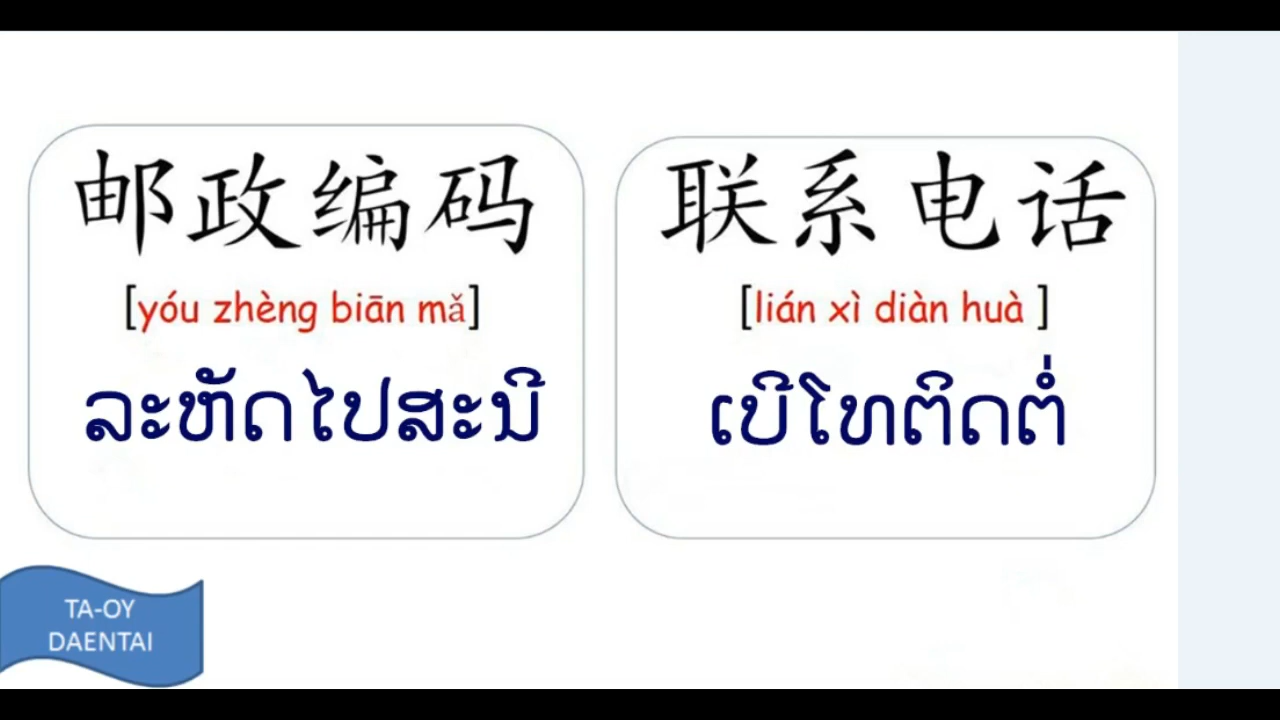 邮政编码
[yóu zhèng biān mǎ]
ລະຫັດໄປສະນີ
联系电话
[lián xì diàn huà ]
ເບີໂທຕິດຕໍ່
TA-OY
DAENTAI